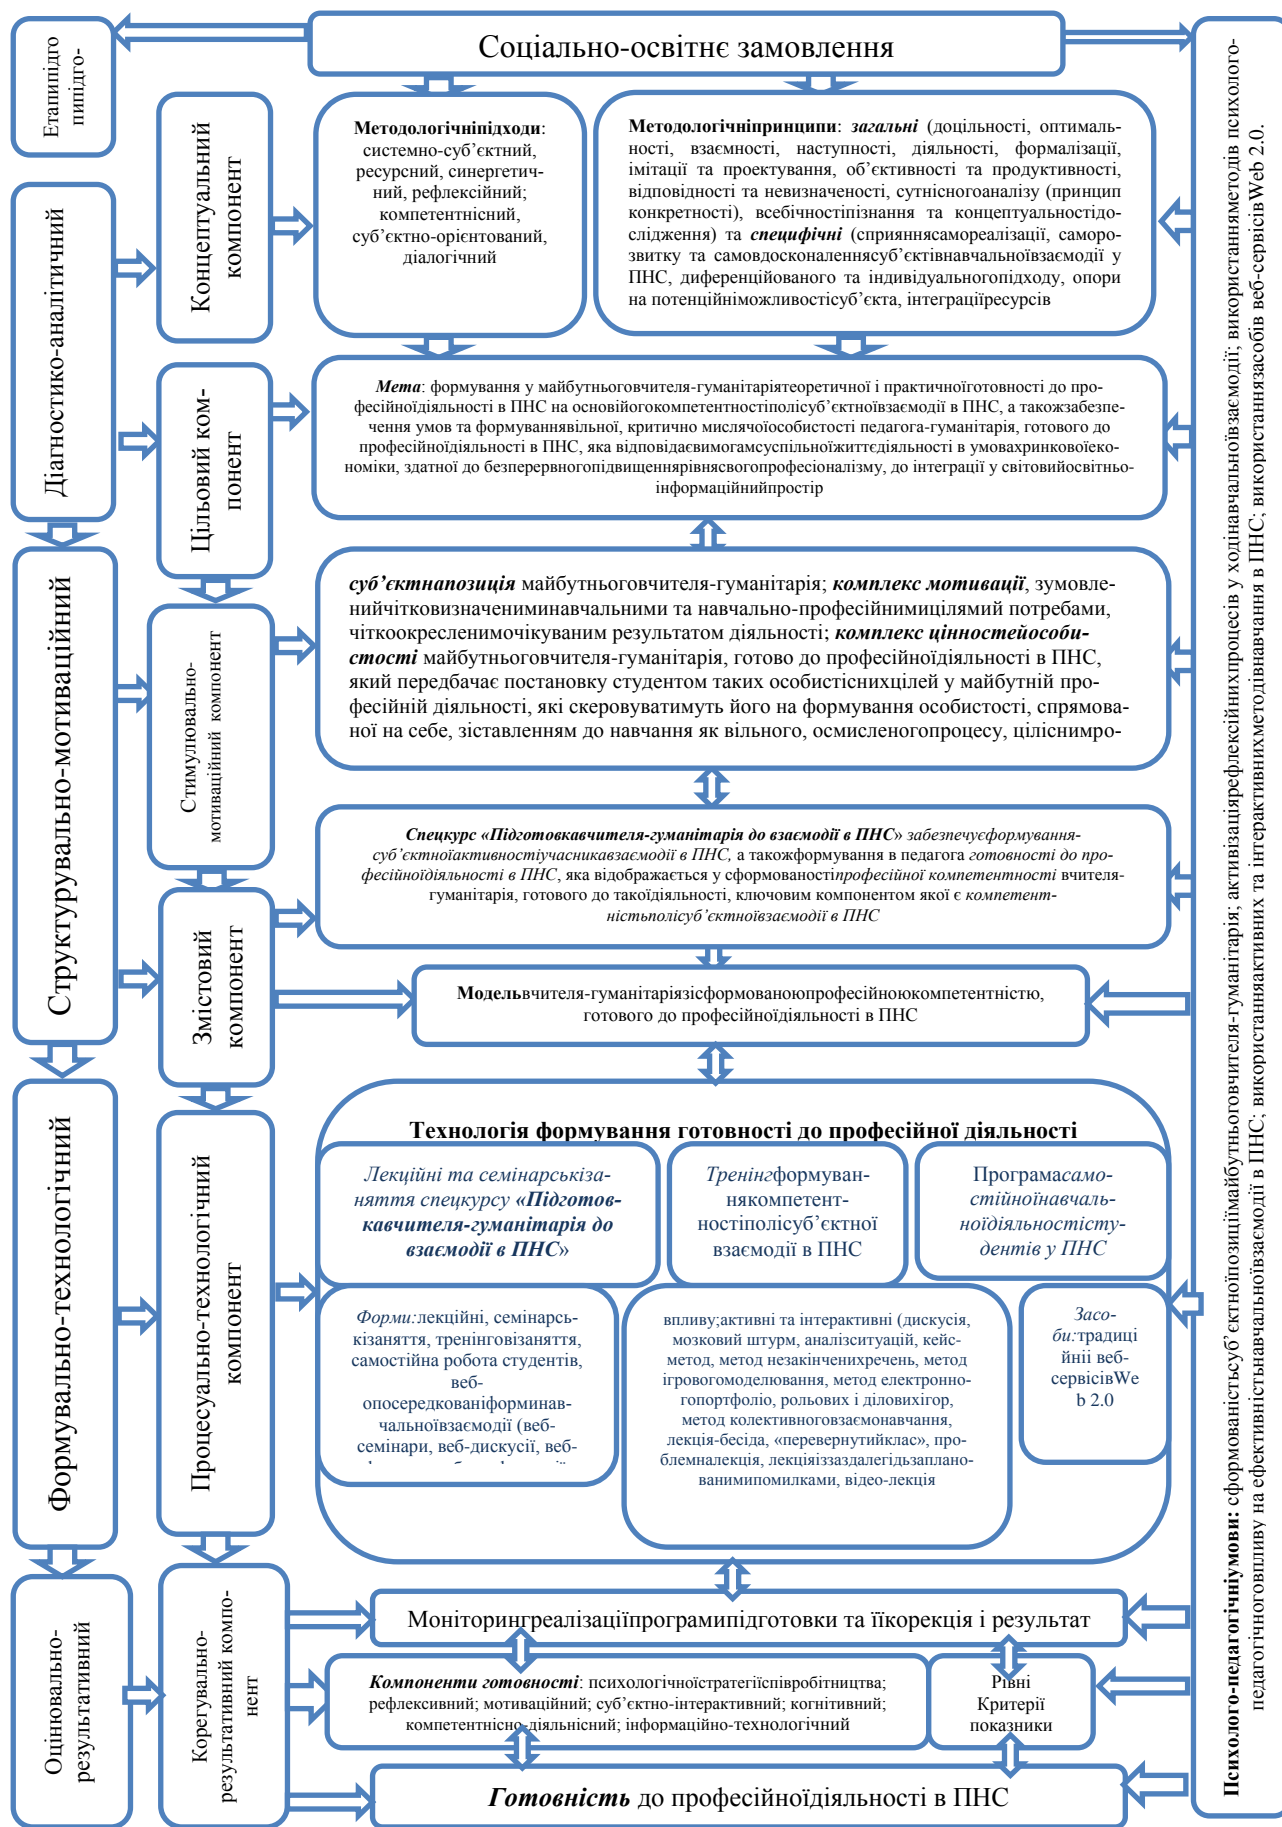 Соціально-освітнє замовлення
Етапипідго
пипідго-
Діагностико-аналітичний
Структурувально-мотиваційний
Формувально-технологічний
Оцінювально-
результативний
Концептуальний
компонент
Цільовий ком-
понент
Стимулювально-
мотиваційний компонент
Змістовий
компонент
Процесуально-технологічний
компонент
Корегувально-
результативний компо-
нент
Методологічніпідходи:
системно-суб’єктний,
ресурсний, синергетич-
ний, рефлексійний;
компетентнісний,
суб’єктно-орієнтований,
діалогічний
Методологічніпринципи: загальні (доцільності, оптималь-
ності, взаємності, наступності, діяльності, формалізації,
імітації та проектування, об’єктивності та продуктивності,
відповідності та невизначеності, сутнісногоаналізу (принцип
конкретності), всебічностіпізнання та концептуальностідо-
слідження) та специфічні (сприяннясамореалізації, саморо-
звитку та самовдосконаленнясуб’єктівнавчальноївзаємодії у
ПНС, диференційованого та індивідуальногопідходу, опори
на потенційніможливостісуб’єкта, інтеграціїресурсів
Мета: формування у майбутньоговчителя-гуманітаріятеоретичної і практичноїготовності до про-
фесійноїдіяльності в ПНС на основійогокомпетентностіполісуб’єктноївзаємодії в ПНС, а такожзабезпе-
чення умов та формуваннявільної, критично мислячоїособистості педагога-гуманітарія, готового до
професійноїдіяльності в ПНС, яка відповідаєвимогамсуспільноїжиттєдіяльності в умовахринковоїеко-
номіки, здатної до безперервногопідвищеннярівнясвогопрофесіоналізму, до інтеграції у світовийосвітньо-
інформаційнийпростір
суб’єктнапозиція майбутньоговчителя-гуманітарія; комплекс мотивації, зумовле-
нийчітковизначениминавчальними та навчально-професійнимицілямий потребами,
чіткоокресленимочікуваним результатом діяльності; комплекс цінностейособи-
стості майбутньоговчителя-гуманітарія, готово до професійноїдіяльності в ПНС,
який передбачає постановку студентом таких особистіснихцілей у майбутній про-
фесійній діяльності, які скеровуватимуть його на формування особистості, спрямова-
ної на себе, зіставленням до навчання як вільного, осмисленогопроцесу, ціліснимро-
Спецкурс «Підготовкавчителя-гуманітарія до взаємодії в ПНС» забезпечуєформування-
суб’єктноїактивностіучасникавзаємодії в ПНС, а такожформування в педагога готовності до про-
фесійноїдіяльності в ПНС, яка відображається у сформованостіпрофесійної компетентності вчителя-
гуманітарія, готового до такоїдіяльності, ключовим компонентом якої є компетент-
ністьполісуб’єктноївзаємодії в ПНС
Модельвчителя-гуманітаріязісформованоюпрофесійноюкомпетентністю,
готового до професійноїдіяльності в ПНС
Технологія формування готовності до професійної діяльності
Лекційні та семінарськіза-
няття спецкурсу «Підготов-
кавчителя-гуманітарія до
взаємодії в ПНС»
Тренінгформуван-
някомпетент-
ностіполісуб’єктної
взаємодії в ПНС
Програмасамо-
стійноїнавчаль-
ноїдіяльностісту-
дентів у ПНС
Форми:лекційні, семінарсь-
кізаняття, тренінговізаняття,
самостійна робота студентів,
веб-
опосередкованіформинав-
чальноївзаємодії (веб-
семінари, веб-дискусії, веб-
впливу;активні та інтерактивні (дискусія,
мозковий штурм, аналізситуацій, кейс-
метод, метод незакінченихречень, метод
ігровогомоделювання, метод електронно-
гопортфоліо, рольових і діловихігор,
метод колективноговзаємонавчання,
лекція-бесіда, «перевернутийклас», про-
блемналекція, лекціяіззаздалегідьзаплано-
ванимипомилками, відео-лекція
Засо-
би:традиці
йніі веб-
сервісівWe
b 2.0
Моніторингреалізаціїпрограмипідготовки та їїкорекція і результат
Компоненти готовності: психологічноїстратегіїспівробітництва;
рефлексивний; мотиваційний; суб’єктно-інтерактивний; когнітивний;
компетентнісно-діяльнісний; інформаційно-технологічний
Рівні
Критерії
показники
Готовність до професійноїдіяльності в ПНС
Психолого-педагогічніумови: сформованістьсуб’єктноїпозиціїмайбутньоговчителя-гуманітарія; активізаціярефлексійнихпроцесів у ходінавчальноївзаємодії; використанняметодів психолого-
педагогічноговпливу на ефективністьнавчальноївзаємодії в ПНС; використанняактивних та інтерактивнихметодівнавчання в ПНС; використаннязасобів веб-сервісівWeb 2.0.